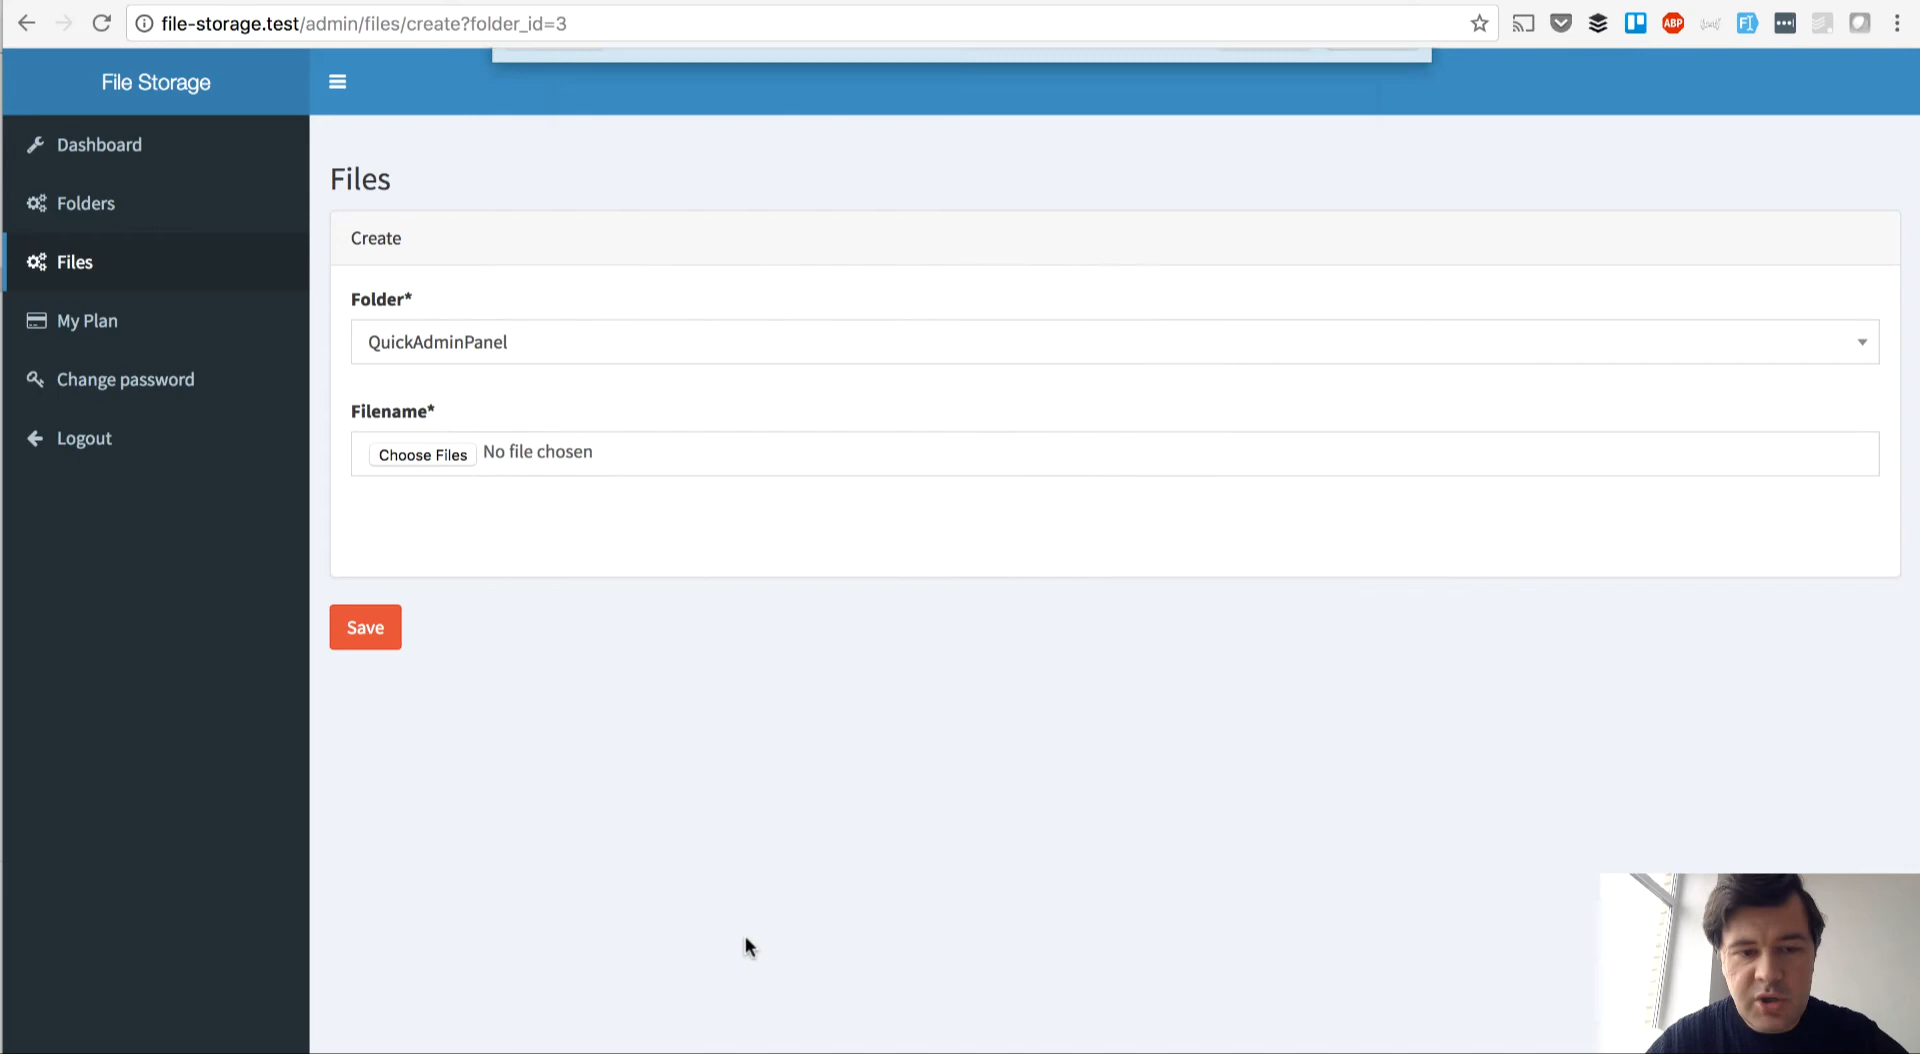 file-storage.test/admin/files/create?folder_id=3
ABP
File Storage
Dashboard
Folders
Files
My Plan
Change password
Logout
Files
Create
Folder*
QuickAdminPanel
Filename*
Choose Files No file chosen
Save